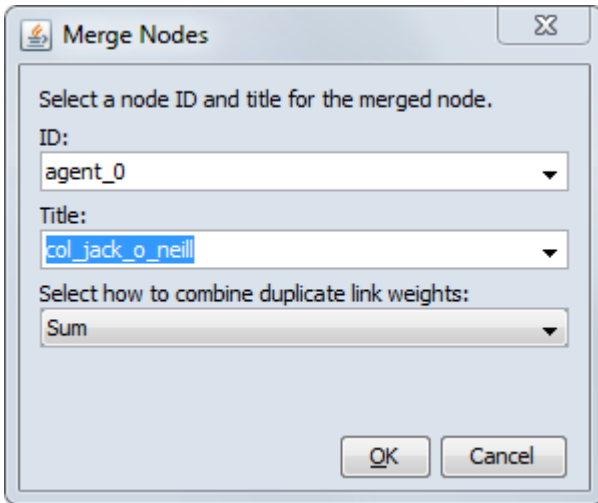 Merge Nodes
Select a node ID and title for the merged node.
ID:
agent_0
Title:
col_jack_o_neill
Select how to combine duplicate link weights:
Sum
OK Cancel